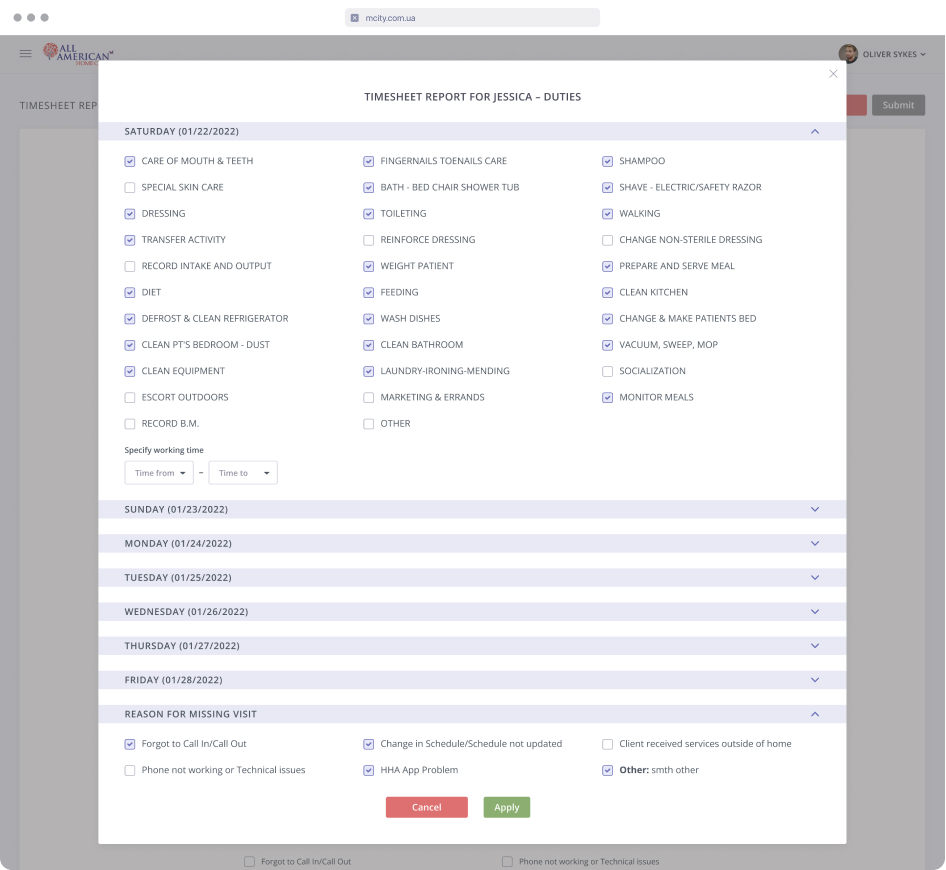 mcity.com.ua
ALL
AMERICAN
HOME C
OLIVER SYKES
TIMESHEET REP
Submit
TIMESHEET REPORT FOR JESSICA – DUTIES
SATURDAY (01/22/2022)
CARE OF MOUTH & TEETH FINGERNAILS TOENAILS CARE SHAMPOO
SPECIAL SKIN CARE BATH - BED CHAIR SHOWER TUB SHAVE - ELECTRIC/SAFETY RAZOR
DRESSING TOILETING WALKING
TRANSFER ACTIVITY REINFORCE DRESSING CHANGE NON-STERILE DRESSING
RECORD INTAKE AND OUTPUT WEIGHT PATIENT PREPARE AND SERVE MEAL
DIET FEEDING CLEAN KITCHEN
DEFROST & CLEAN REFRIGERATOR WASH DISHES CHANGE & MAKE PATIENTS BED
CLEAN PT'S BEDROOM - DUST CLEAN BATHROOM VACUUM, SWEEP, MOP
CLEAN EQUIPMENT LAUNDRY-IRONING-MENDING SOCIALIZATION
ESCORT OUTDOORS MARKETING & ERRANDS MONITOR MEALS
RECORD B.M. OTHER
Specify working time
Time from – Time to
SUNDAY (01/23/2022)
MONDAY (01/24/2022)
TUESDAY (01/25/2022)
WEDNESDAY (01/26/2022)
THURSDAY (01/27/2022)
FRIDAY (01/28/2022)
REASON FOR MISSING VISIT
Forgot to Call In/Call Out Change in Schedule/Schedule not updated Client received services outside of home
Phone not working or Technical issues HHA App Problem Other: smth other
Cancel Apply
Forgot to Call In/Call Out Phone not working or Technical issues